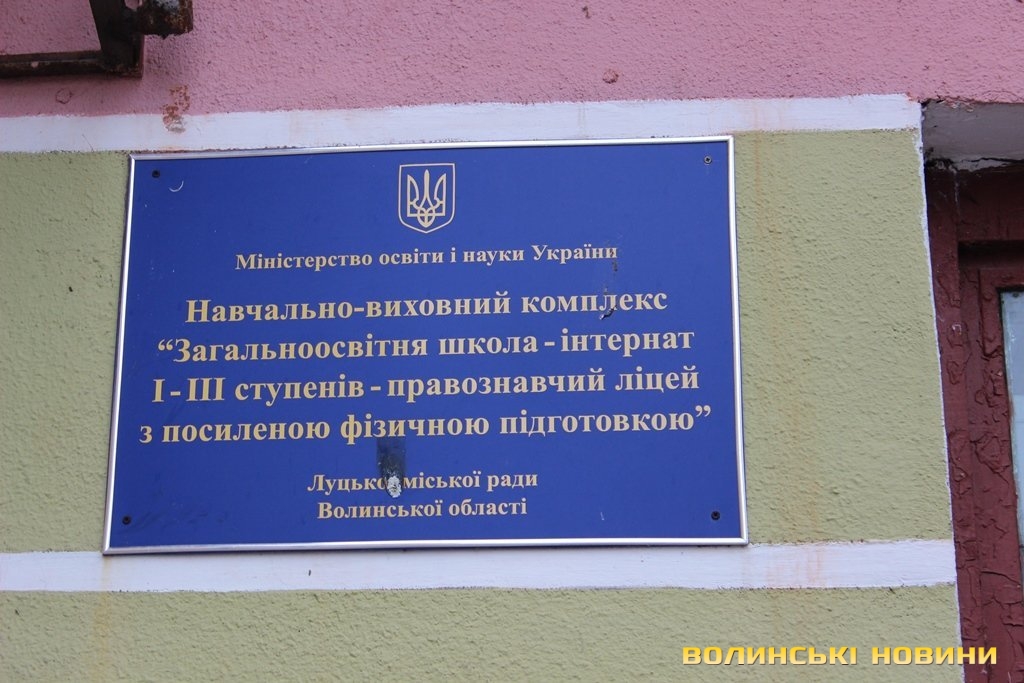 Міністерство освіти і науки України
Навчально-виховний комплекс
“Загальноосвітня школа - інтернат
І - ІІІ ступенів - правознавчий ліцей
з посиленою фізичною підготовкою”
Луцької міської ради
Волинської області
ВОЛИНСЬКІ НОВИНИ